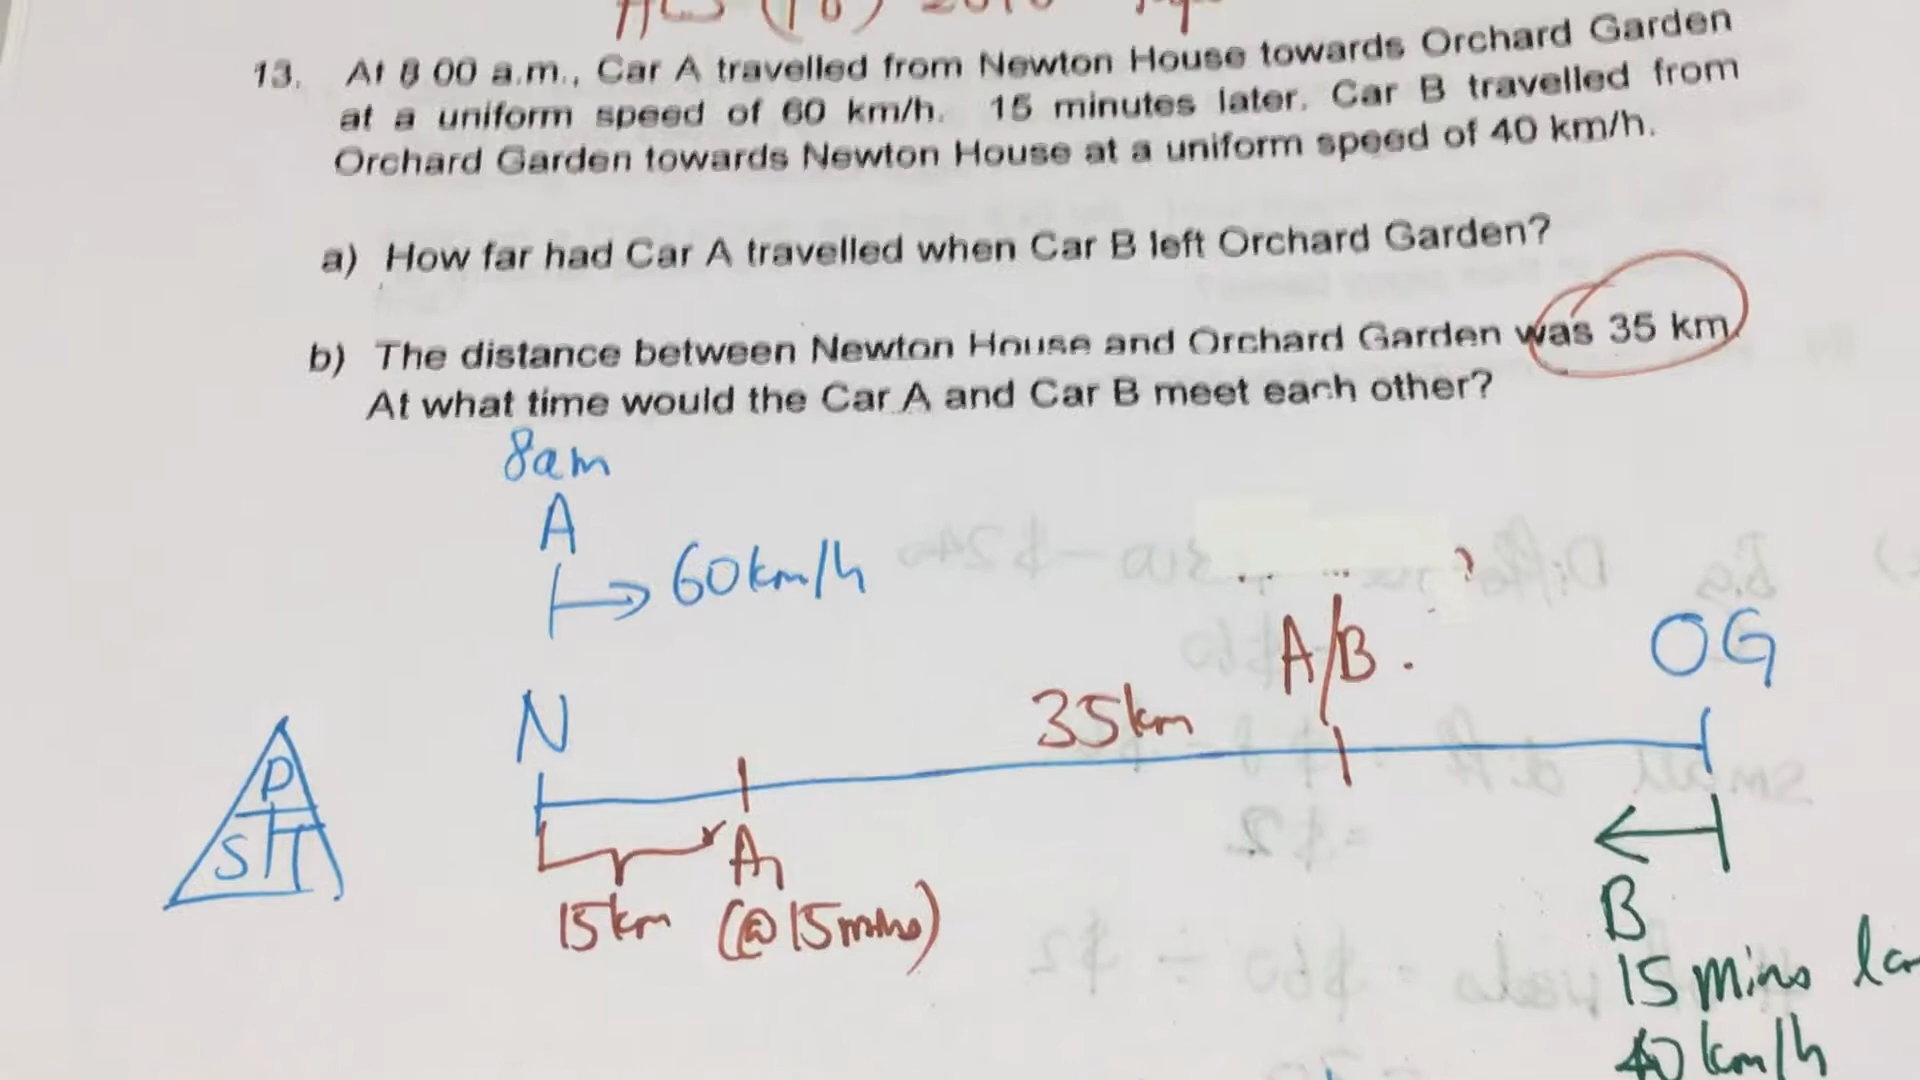 13. At 8 00 a.m., Car A travelled from Newton House towards Orchard Garden
at a uniform speed of 60 km/h. 15 minutes later, Car B travelled from
Orchard Garden towards Newton House at a uniform speed of 40 km/h.
a) How far had Car A travelled when Car B left Orchard Garden?
b) The distance between Newton House and Orchard Garden was 35 km.
At what time would the Car A and Car B meet each other?
8am
A
60km/h
A/B.
OG
N
35km
D
S T
A
15km (@15mins)
B
15 mins
40 km/h